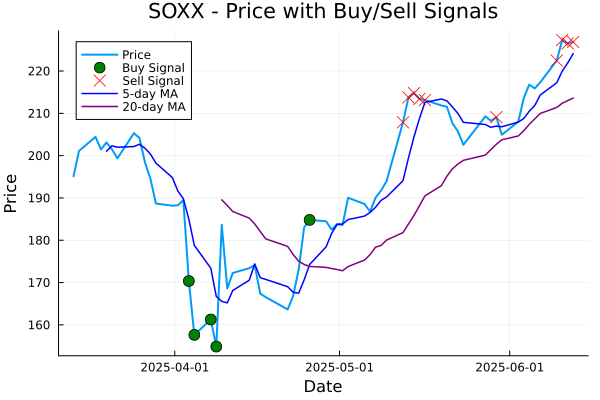 SOXX - Price with Buy/Sell Signals
Price
Buy Signal
Sell Signal
5-day MA
20-day MA
220
210
200
190
180
170
160
Price
2025-04-01
2025-05-01
2025-06-01
Date